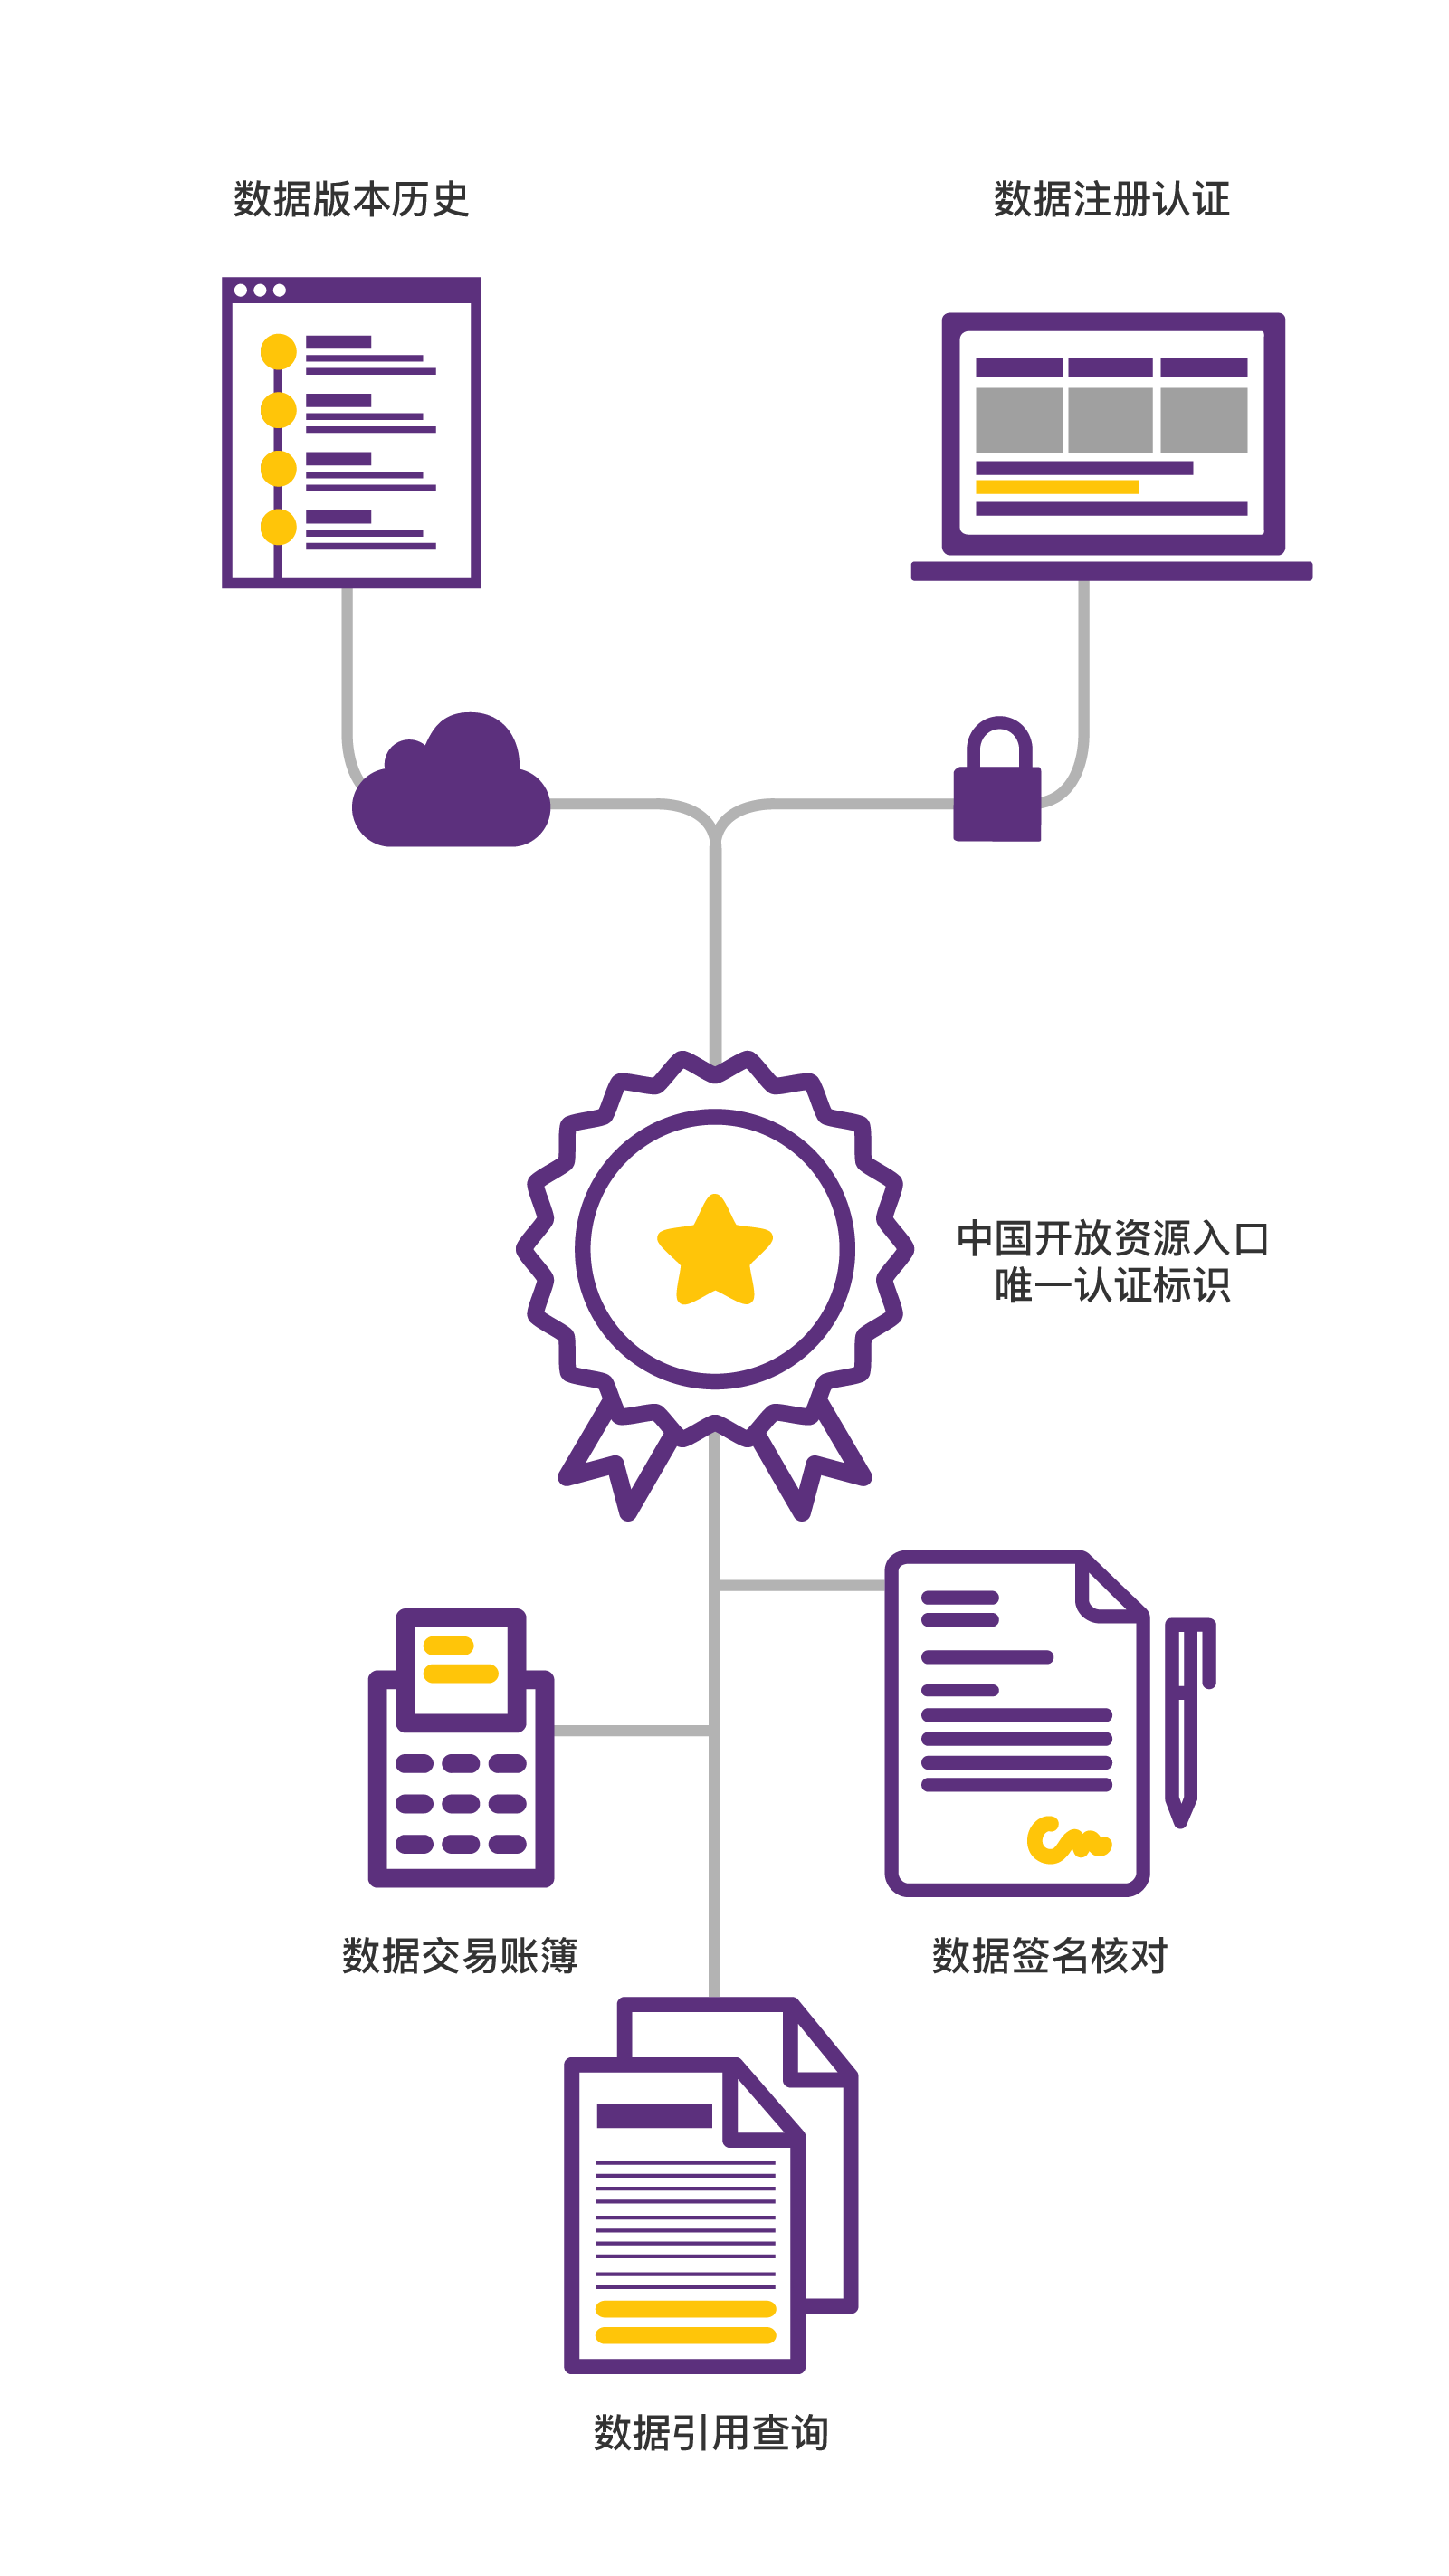 数据版本历史
数据注册认证
中国开放资源入口
唯一认证标识
数据交易账簿
数据签名核对
数据引用查询